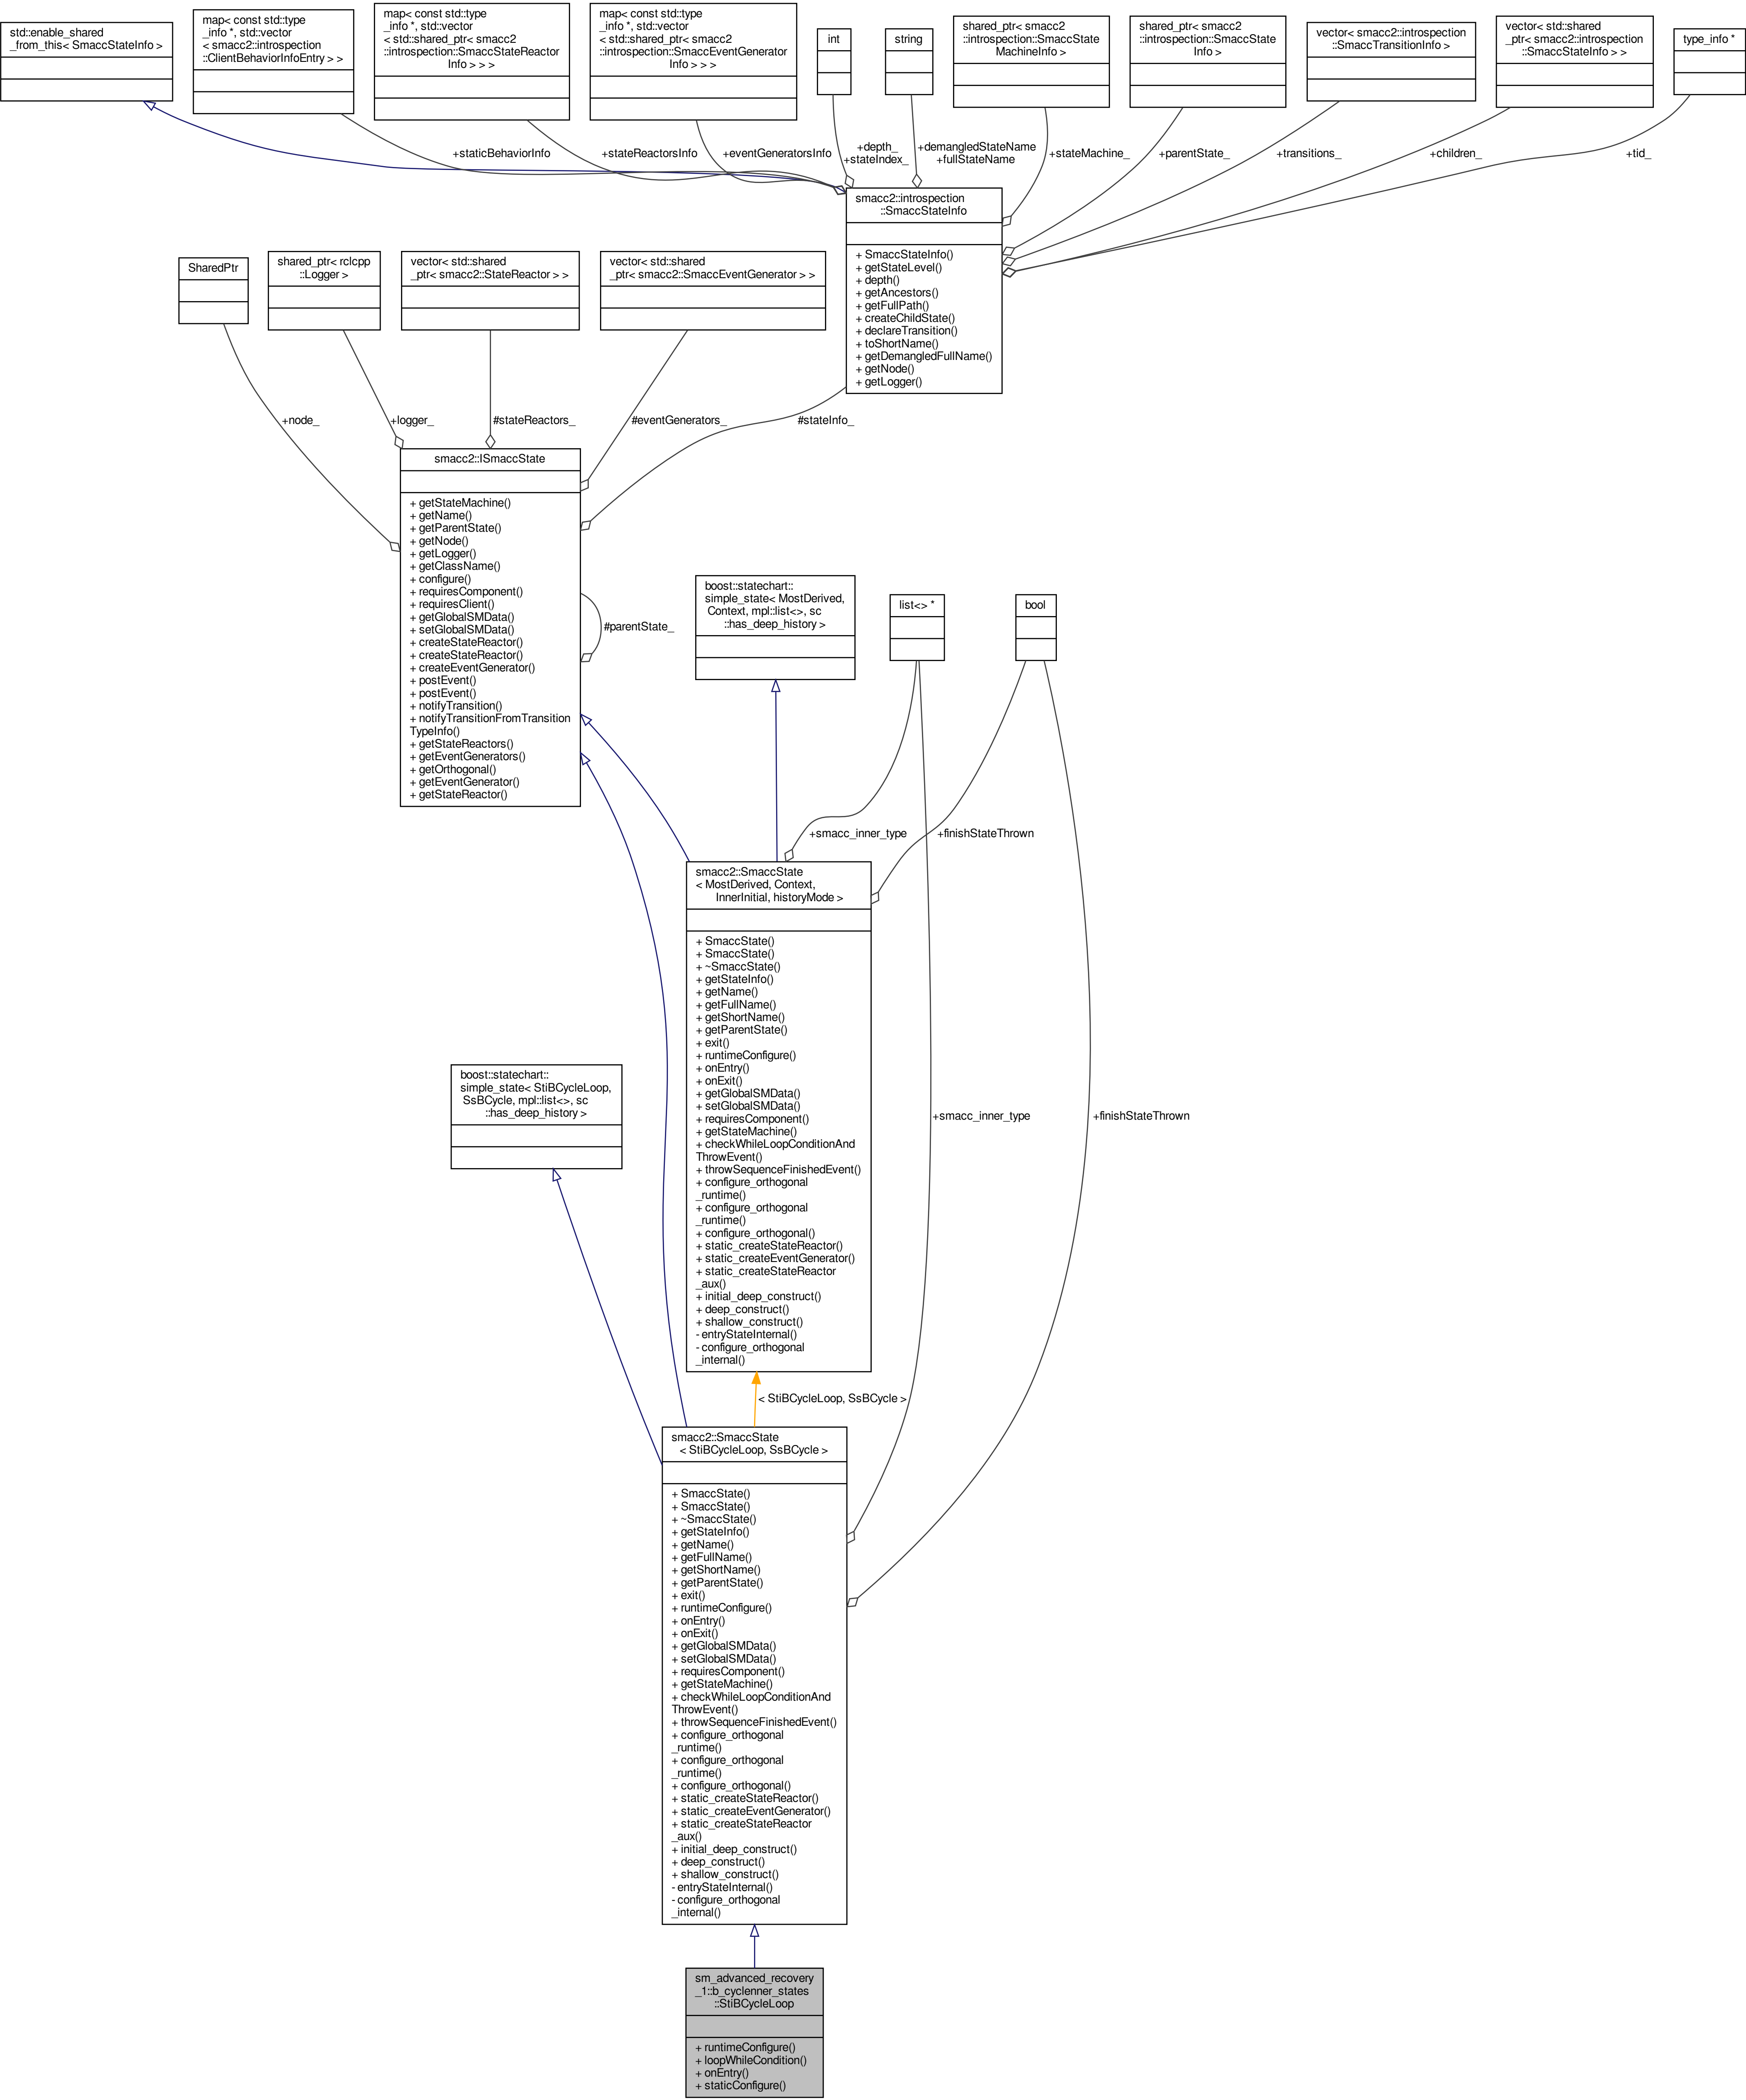 std::enable_shared
_from_this< SmaccStateInfo >
map< const std::type
_info *, std::vector
< smacc2::introspection
::ClientBehaviorInfoEntry > >
map< const std::type
_info *, std::vector
< std::shared_ptr< smacc2
::introspection::SmaccStateReactor
Info > > >
map< const std::type
_info *, std::vector
< std::shared_ptr< smacc2
::introspection::SmaccEventGenerator
Info > > >
int
string
shared_ptr< smacc2
::introspection::SmaccState
MachineInfo >
shared_ptr< smacc2
::introspection::SmaccState
Info >
vector< smacc2::introspection
::SmaccTransitionInfo >
vector< std::shared
_ptr< smacc2::introspection
::SmaccStateInfo > >
type_info *
+staticBehaviorInfo
+stateReactorsInfo
+eventGeneratorsInfo
+depth_
+stateIndex_
+demangledStateName
+fullStateName
+stateMachine_
+parentState_
+transitions_
+children_
+tid_
smacc2::introspection
::SmaccStateInfo
+ SmaccStateInfo()
+ getStateLevel()
+ depth()
+ getAncestors()
+ getFullPath()
+ createChildState()
+ declareTransition()
+ toShortName()
+ getDemangledFullName()
+ getNode()
+ getLogger()
SharedPtr
shared_ptr< rclcpp
::Logger >
vector< std::shared
_ptr< smacc2::StateReactor > >
vector< std::shared
_ptr< smacc2::SmaccEventGenerator > >
+node_
+logger_
#stateReactors_
#eventGenerators_
#stateInfo_
smacc2::ISmaccState
+ getStateMachine()
+ getName()
+ getParentState()
+ getNode()
+ getLogger()
+ getClassName()
+ configure()
+ requiresComponent()
+ requiresClient()
+ getGlobalSMData()
+ setGlobalSMData()
+ createStateReactor()
+ createStateReactor()
+ createEventGenerator()
+ postEvent()
+ postEvent()
+ notifyTransition()
+ notifyTransitionFromTransition
TypeInfo()
+ getStateReactors()
+ getEventGenerators()
+ getOrthogonal()
+ getEventGenerator()
+ getStateReactor()
#parentState_
boost::statechart::
simple_state< MostDerived,
Context, mpl::list<>, sc
::has_deep_history >
list<> *
bool
+smacc_inner_type
+finishStateThrown
smacc2::SmaccState
< MostDerived, Context,
InnerInitial, historyMode >
+ SmaccState()
+ SmaccState()
+ ~SmaccState()
+ getStateInfo()
+ getName()
+ getFullName()
+ getShortName()
+ getParentState()
+ exit()
+ runtimeConfigure()
+ onEntry()
+ onExit()
+ getGlobalSMData()
+ setGlobalSMData()
+ requiresComponent()
+ getStateMachine()
+ checkWhileLoopConditionAnd
ThrowEvent()
+ throwSequenceFinishedEvent()
+ configure_orthogonal
_runtime()
+ configure_orthogonal
_runtime()
+ configure_orthogonal()
+ static_createStateReactor()
+ static_createEventGenerator()
+ static_createStateReactor
_aux()
+ initial_deep_construct()
+ deep_construct()
+ shallow_construct()
- entryStateInternal()
- configure_orthogonal
_internal()
boost::statechart::
simple_state< StiBCycleLoop,
SsBCycle, mpl::list<>, sc
::has_deep_history >
+smacc_inner_type
+finishStateThrown
< StiBCycleLoop, SsBCycle >
smacc2::SmaccState
< StiBCycleLoop, SsBCycle >
+ SmaccState()
+ SmaccState()
+ ~SmaccState()
+ getStateInfo()
+ getName()
+ getFullName()
+ getShortName()
+ getParentState()
+ exit()
+ runtimeConfigure()
+ onEntry()
+ onExit()
+ getGlobalSMData()
+ setGlobalSMData()
+ requiresComponent()
+ getStateMachine()
+ checkWhileLoopConditionAnd
ThrowEvent()
+ throwSequenceFinishedEvent()
+ configure_orthogonal
_runtime()
+ configure_orthogonal
_runtime()
+ configure_orthogonal()
+ static_createStateReactor()
+ static_createEventGenerator()
+ static_createStateReactor
_aux()
+ initial_deep_construct()
+ deep_construct()
+ shallow_construct()
- entryStateInternal()
- configure_orthogonal
_internal()
sm_advanced_recovery
_1::b_cyclenner_states
::StiBCycleLoop
+ runtimeConfigure()
+ loopWhileCondition()
+ onEntry()
+ staticConfigure()